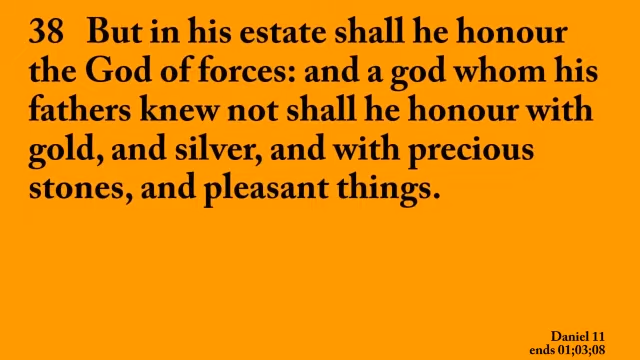 38 But in his estate shall he honour
the God of forces: and a god whom his
fathers knew not shall he honour with
gold, and silver, and with precious
stones, and pleasant things.
Daniel 11
ends 01;03;08